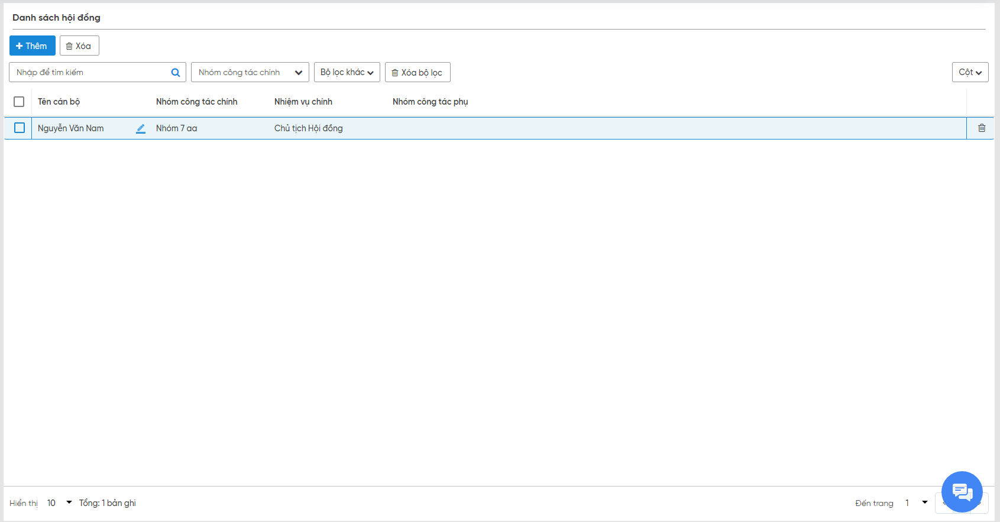 Danh sách hội đồng
Thêm Xóa
Nhập để tìm kiếm Nhóm công tác chính Bộ lọc khác Xóa bộ lọc Cột
Tên cán bộ Nhóm công tác chính Nhiệm vụ chính Nhóm công tác phụ
Nguyễn Văn Nam Nhóm 7 aa Chủ tịch Hội đồng
Hiển thị 10 Tổng: 1 bản ghi Đến trang 1